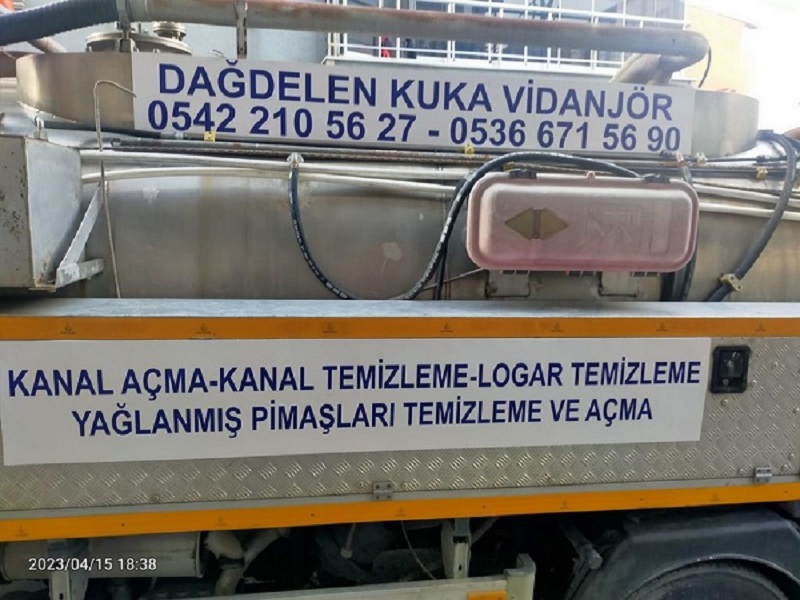 DAĞDELEN KUKA VİDANJÖR
0542 210 56 27 - 0536 671 56 90
KANAL AÇMA-KANAL TEMİZLEME-LOGAR TEMİZLEME
YAĞLANMIŞ PİMAŞLARI TEMİZLEME VE AÇMA
2023/04/15 18:38